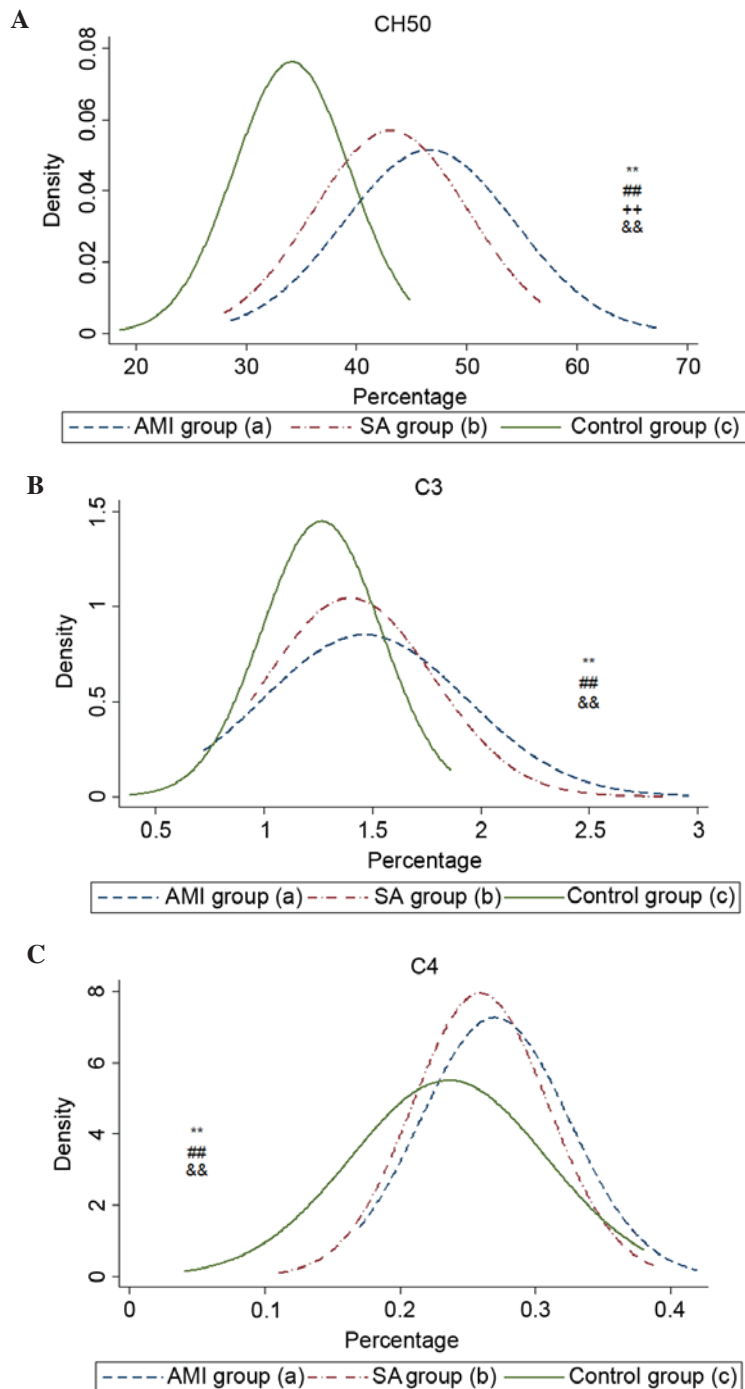 A
CH50
0.08
0.06
0.04
0.02
0
Density
**
##
++
&&
20 30 40 50 60 70
Percentage
AMI group (a) SA group (b) Control group (c)
B
C3
1.5
1
0.5
0
Density
**
##
&&
0.5 1 1.5 2 2.5 3
Percentage
AMI group (a) SA group (b) Control group (c)
C
C4
8
6
4
2
0
Density
**
##
&&
0 0.1 0.2 0.3 0.4
Percentage
AMI group (a) SA group (b) Control group (c)